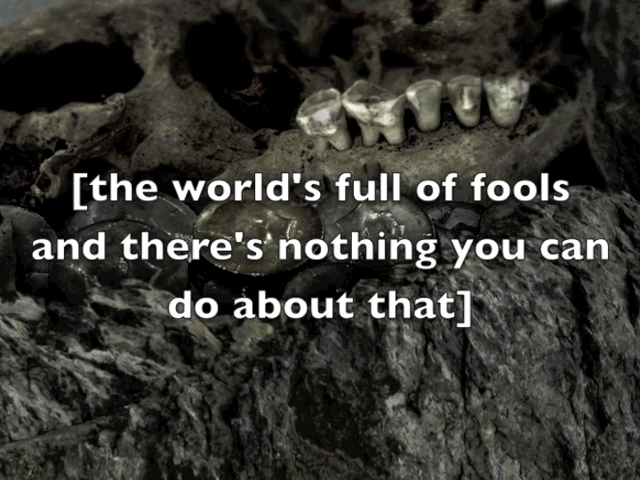 [the world's full of fools
and there's nothing you can
do about that]